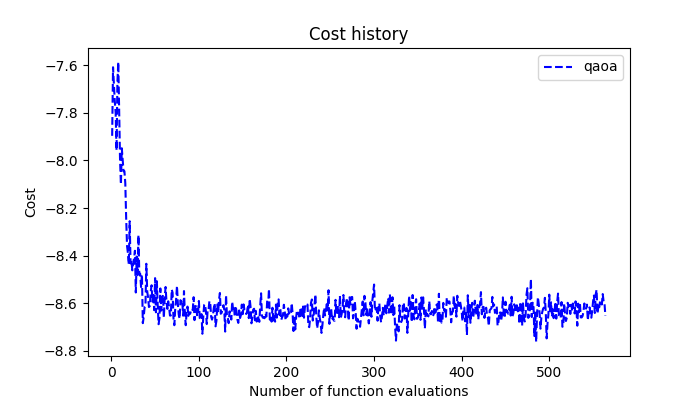 Cost history
qaoa
Cost
−7.6
−7.8
−8.0
−8.2
−8.4
−8.6
−8.8
0 100 200 300 400 500
Number of function evaluations